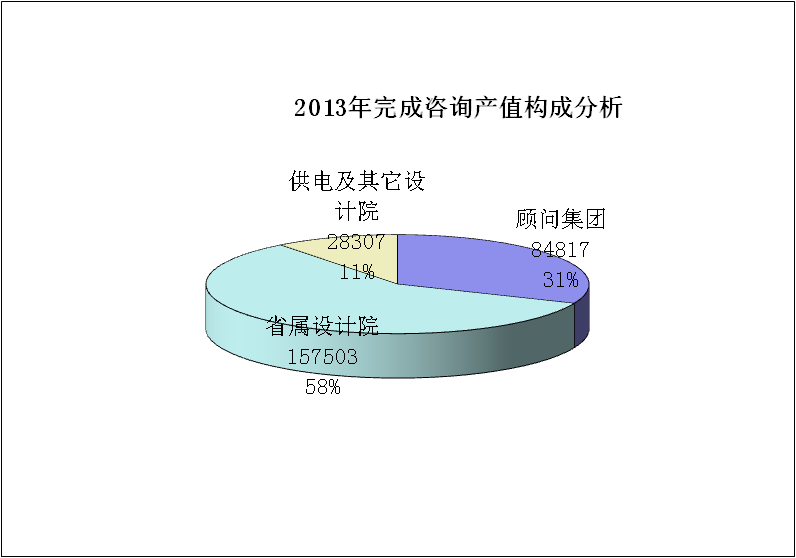 2013年完成咨询产值构成分析
供电及其它设
计院
28307
11%
顾问集团
84817
31%
省属设计院
157503
58%